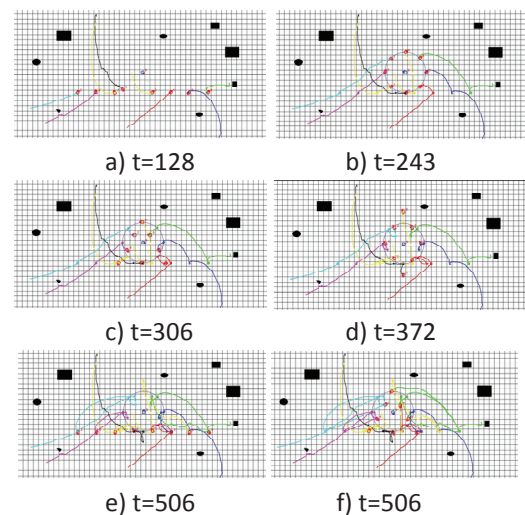 a) t=128
b) t=243
c) t=306
d) t=372
e) t=506
f) t=506